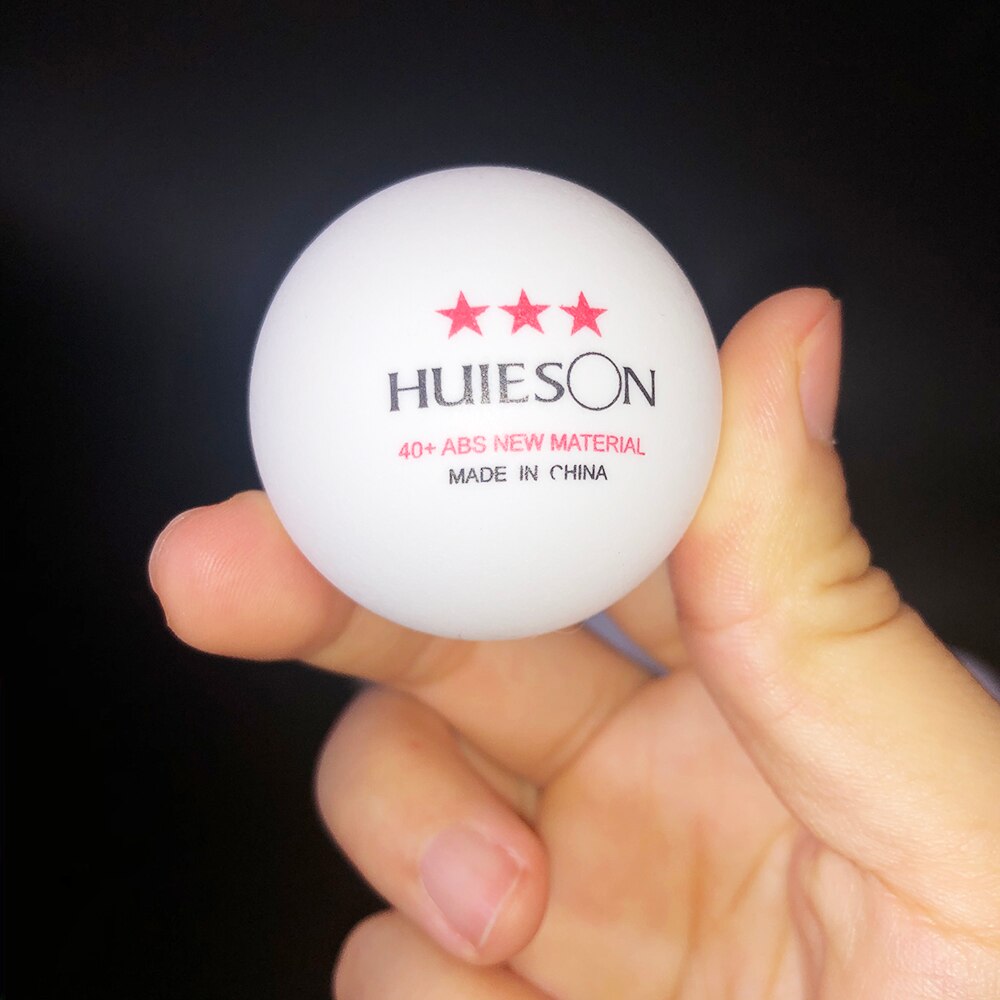 HUIESON
40+ ABS NEW MATERIAL
MADE IN CHINA